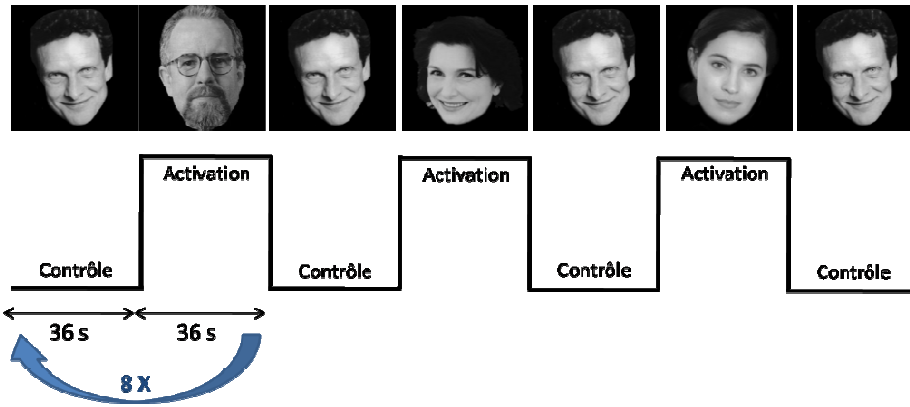 Activation
Activation
Activation
Contrôle
Contrôle
Contrôle
Contrôle
36 s
36 s
8 X